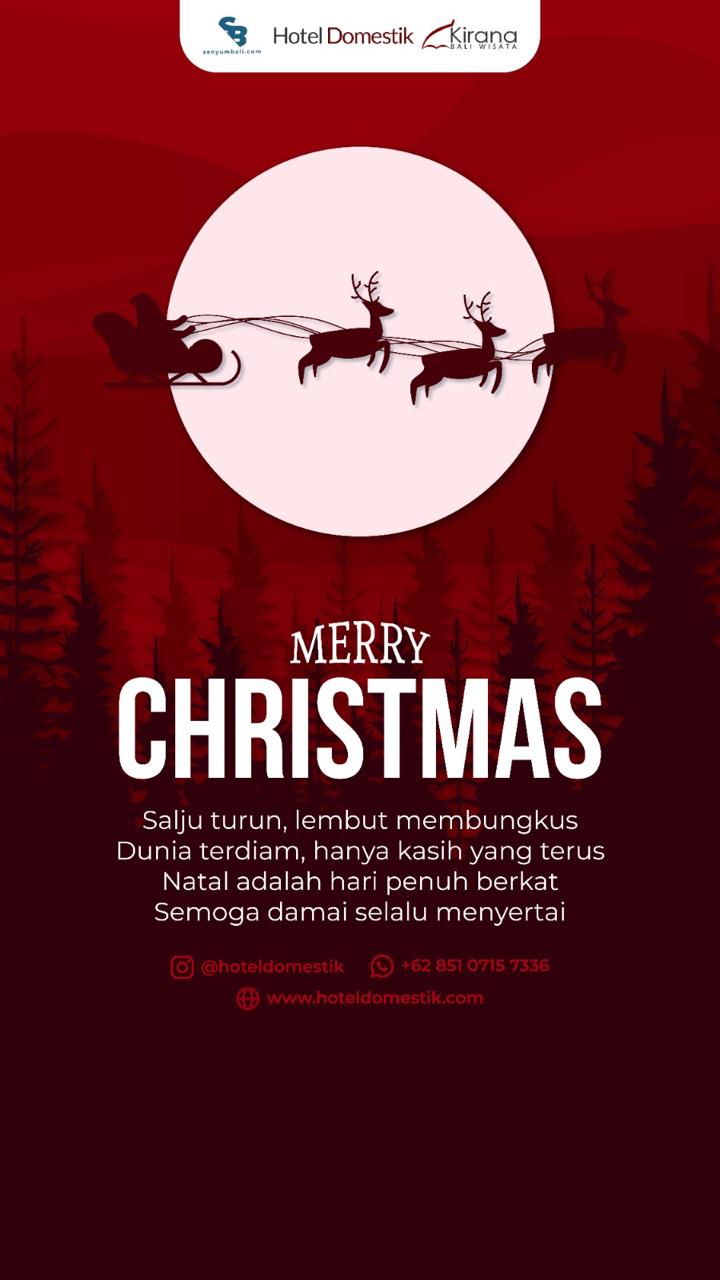 SB
senyumbali.com
Hotel Domestik
Kirana
BALI WISATA
MERRY
CHRISTMAS
Salju turun, lembut membungkus
Dunia terdiam, hanya kasih yang terus
Natal adalah hari penuh berkat
Semoga damai selalu menyertai
@hoteldomestik +62 851 0715 7336
www.hoteldomestik.com